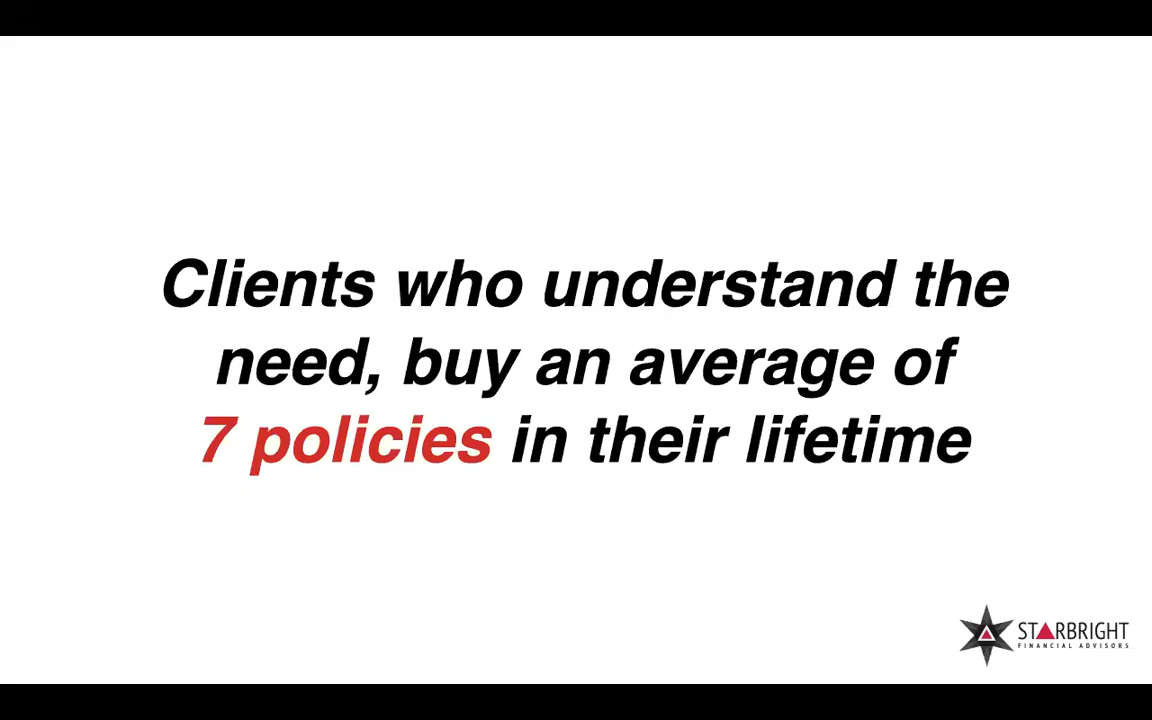 Clients who understand the
need, buy an average of
7 policies in their lifetime
STARBRIGHT
FINANCIAL ADVISORS